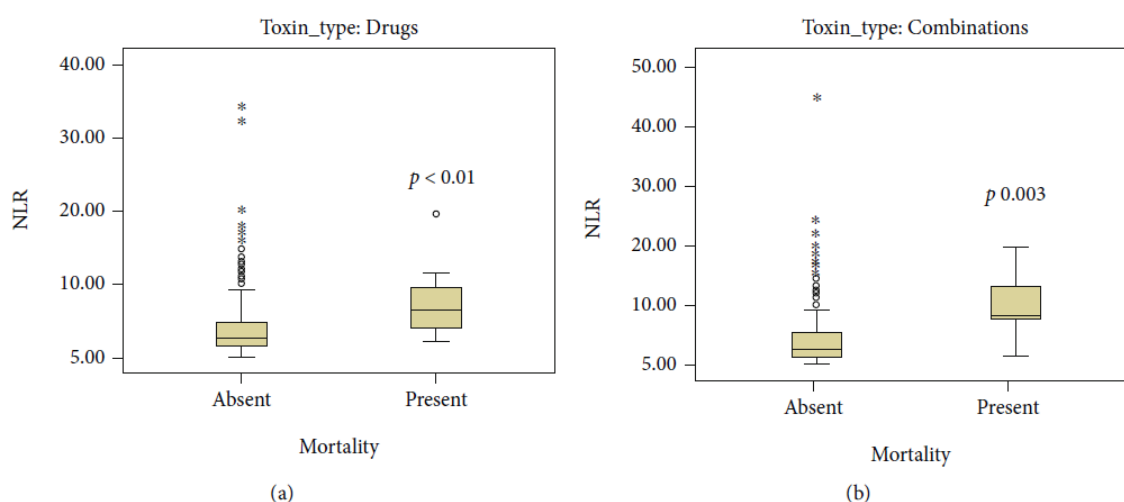 Toxin_type: Drugs
40.00
30.00
20.00
10.00
5.00
NLR
p < 0.01
Absent
Present
Mortality
(a)
Toxin_type: Combinations
50.00
40.00
30.00
20.00
10.00
5.00
NLR
p 0.003
Absent
Present
Mortality
(b)